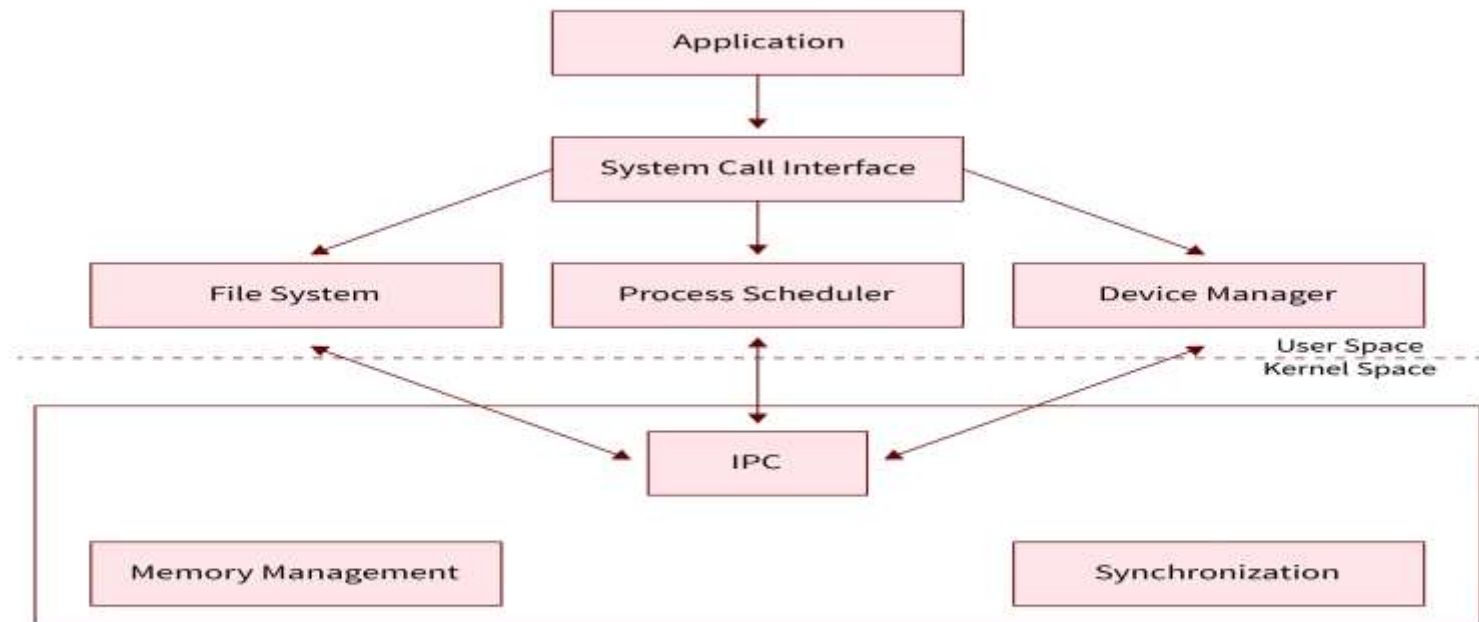 Application
System Call Interface
File System
Process Scheduler
Device Manager
User Space
Kernel Space
IPC
Memory Management
Synchronization